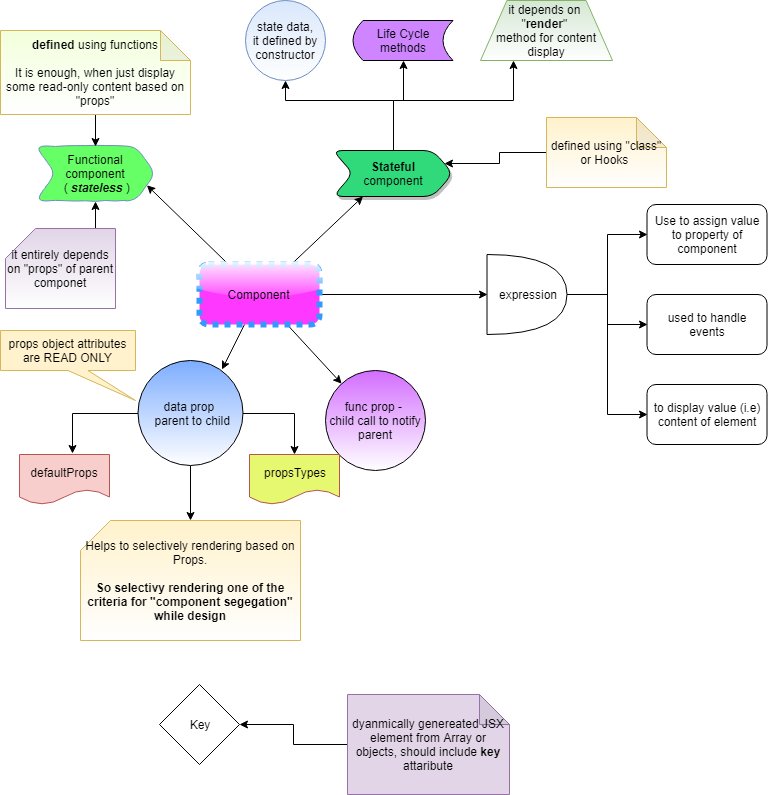 state data,
it defined by
constructor
Life Cycle
methods
it depends on
"render"
method for content
display
defined using functions
It is enough, when just display
some read-only content based on
"props"
Functional
component
( stateless )
Stateful
component
defined using "class"
or Hooks
it entirely depends
on "props" of parent
componet
Component
expression
Use to assign value
to property of
component
used to handle
events
to display value (i.e)
content of element
props object attributes
are READ ONLY
data prop
parent to child
func prop -
child call to notify
parent
defaultProps
propsTypes
Helps to selectively rendering based on
Props.
So selectivy rendering one of the
criteria for "component segegation"
while design
Key
dyanmically genereated JSX
element from Array or
objects, should include key
attaribute